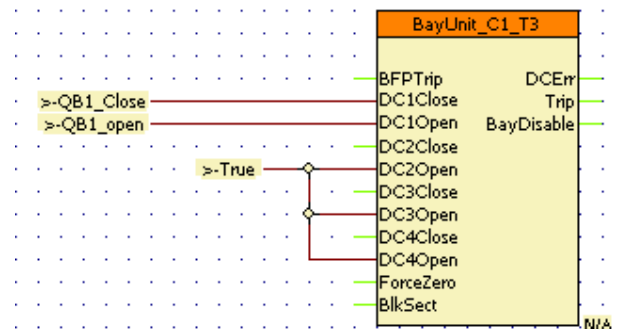 BayUnit_C1_T3
BFPTrip DCErr
>-QB1_Close DC1Close Trip
>-QB1_open DC1Open BayDisable
DC2Close
>-True DC2Open
DC3Close
DC3Open
DC4Close
DC4Open
ForceZero
BlkSect
N/A